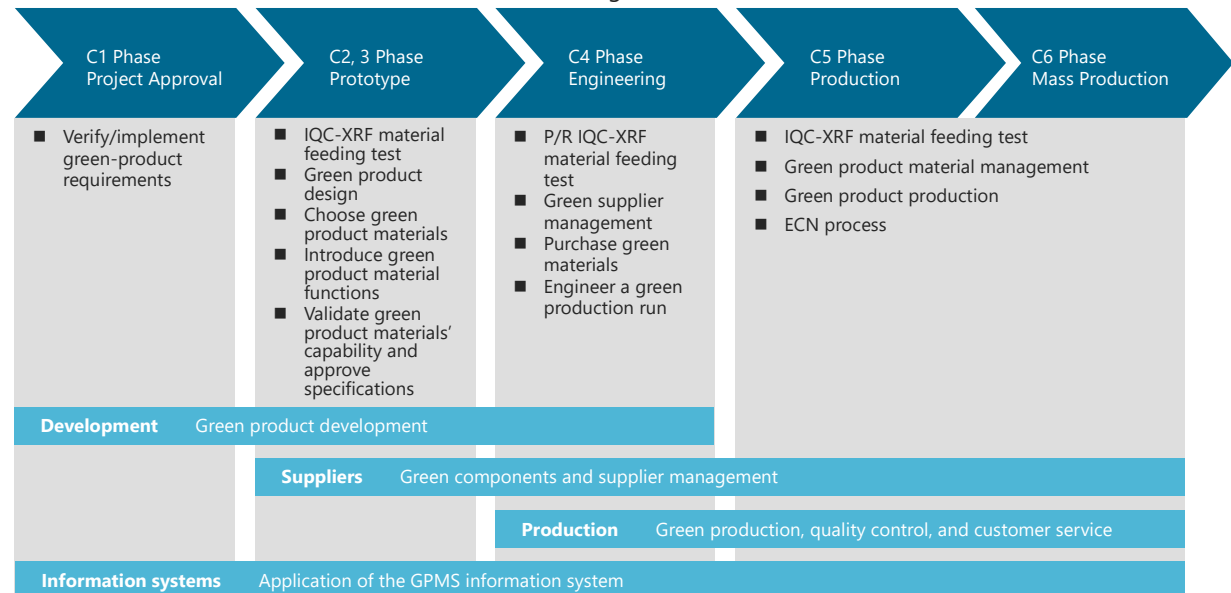 C1 Phase
Project Approval
C2, 3 Phase
Prototype
C4 Phase
Engineering
C5 Phase
Production
C6 Phase
Mass Production
■ Verify/implement
green-product
requirements
■ IQC-XRF material
feeding test
■ Green product
design
■ Choose green
product materials
■ Introduce green
product material
functions
■ Validate green
product materials’
capability and
approve
specifications
■ P/R IQC-XRF
material feeding
test
■ Green supplier
management
■ Purchase green
materials
■ Engineer a green
production run
■ IQC-XRF material feeding test
■ Green product material management
■ Green product production
■ ECN process
Development Green product development
Suppliers Green components and supplier management
Production Green production, quality control, and customer service
Information systems Application of the GPMS information system